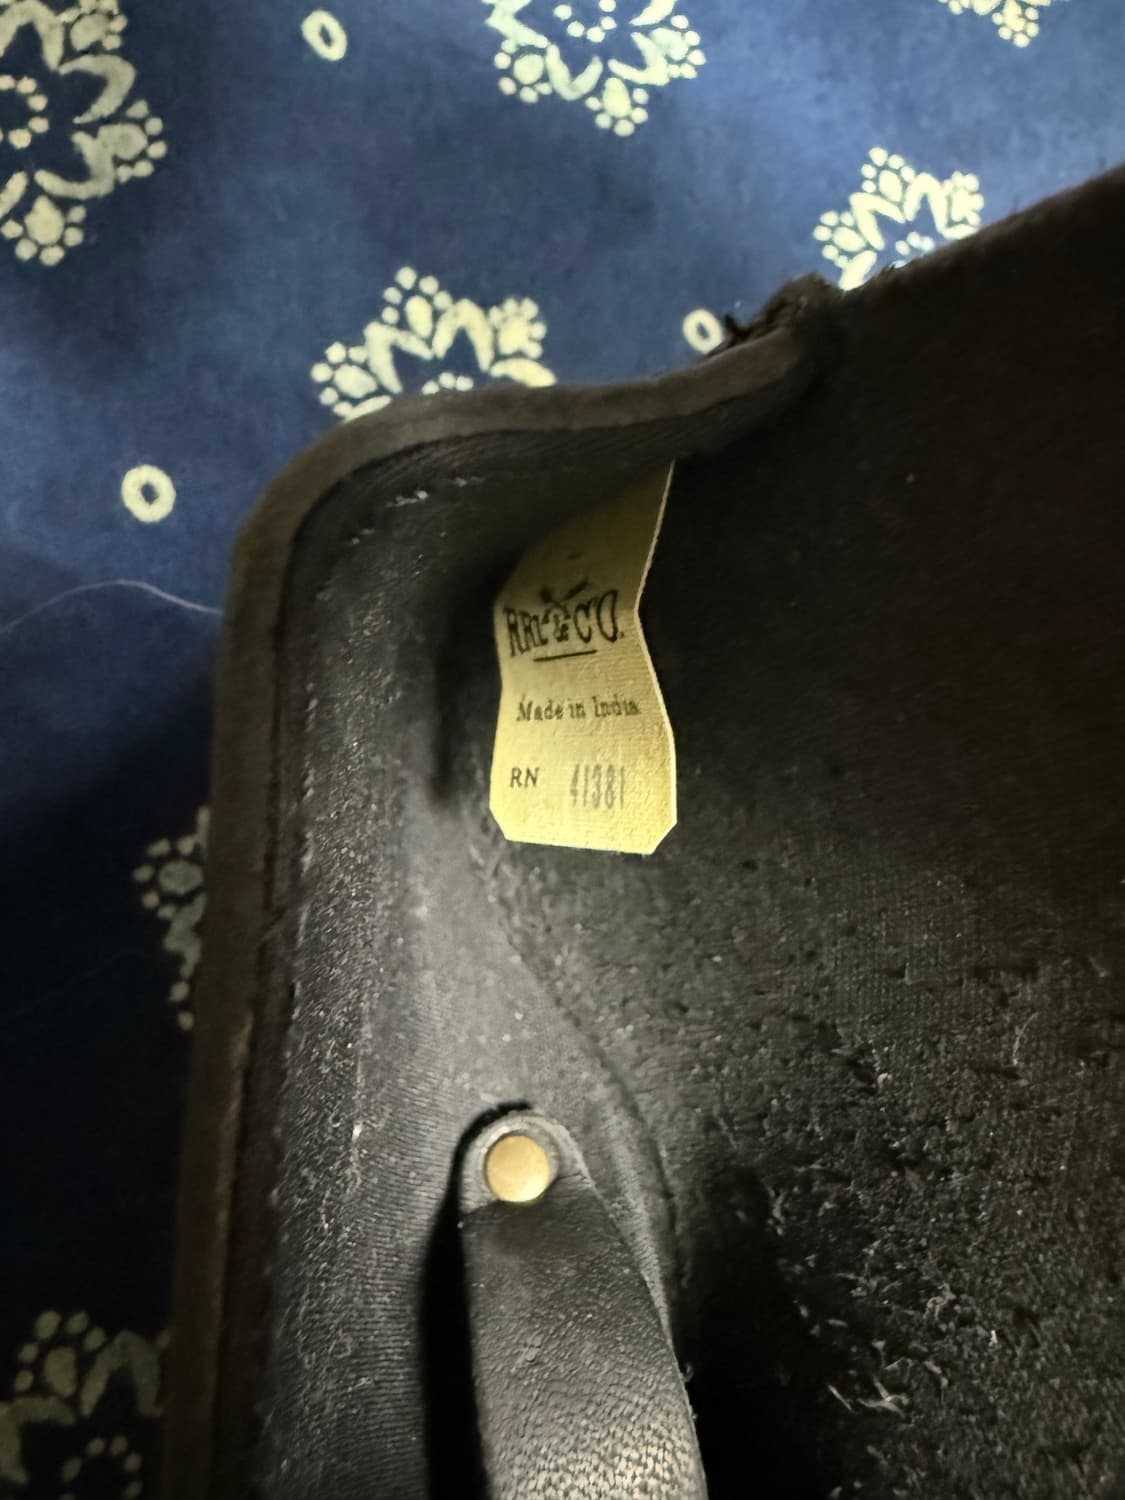 RRL & CO.
Made in India
RN 41381